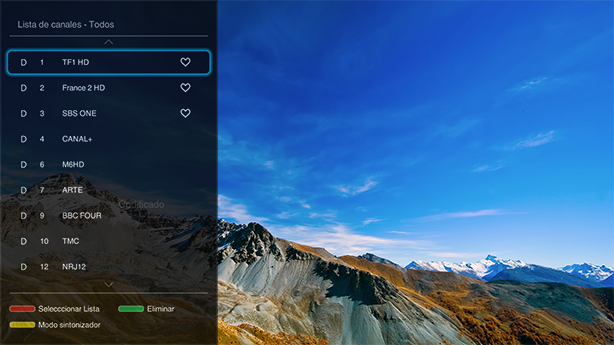 Lista de canales - Todos
D 1 TF1 HD
D 2 France 2 HD
D 3 SBS ONE
D 4 CANAL+
D 6 M6HD
D 7 ARTE
Codificado
D 9 BBC FOUR
D 10 TMC
D 12 NRJ12
Selecccionar Lista Eliminar
Modo sintonizador